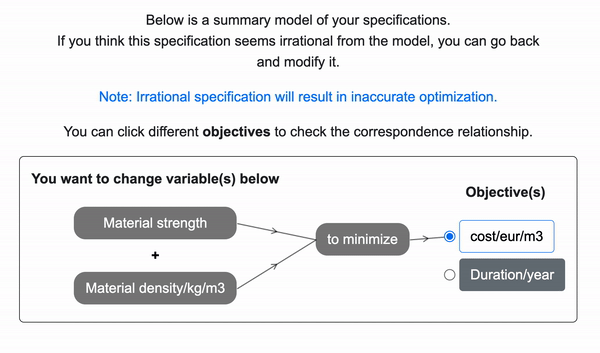 Below is a summary model of your specifications.
If you think this specification seems irrational from the model, you can go back
and modify it.
Note: Irrational specification will result in inaccurate optimization.
You can click different objectives to check the correspondence relationship.
You want to change variable(s) below
Objective(s)
Material strength
+
Material density/kg/m3
to minimize
cost/eur/m3
Duration/year